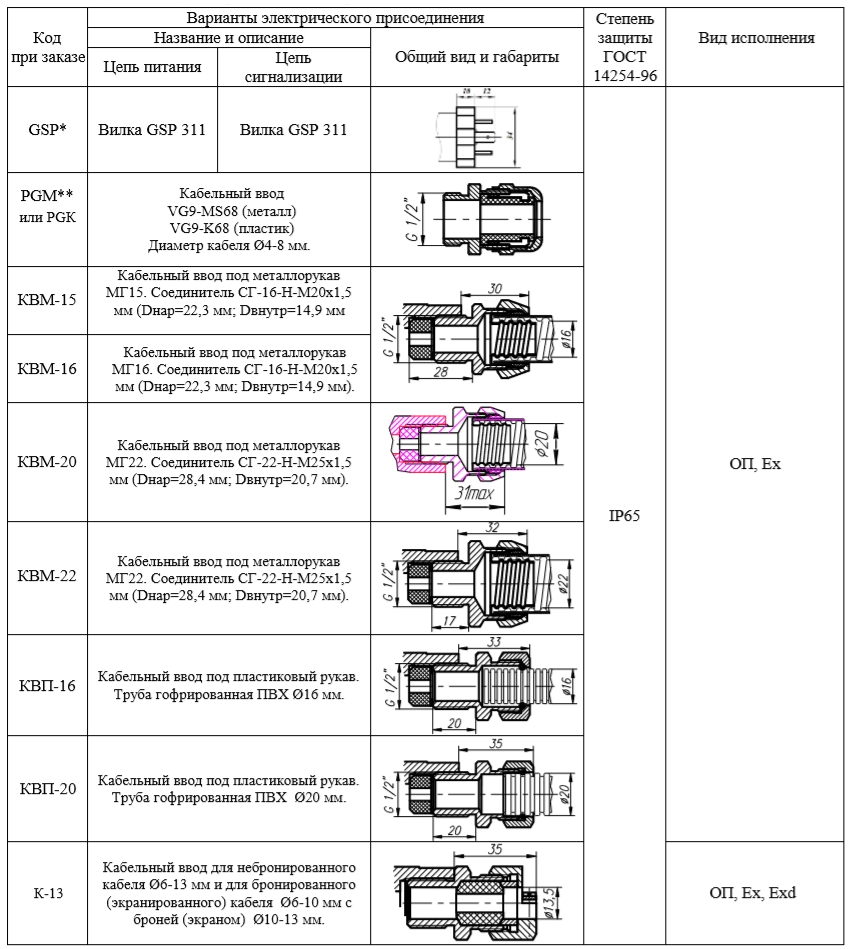 Код
при заказе
Варианты электрического присоединения
Степень
защиты
ГОСТ
14254-96
Вид исполнения
Название и описание
Общий вид и габариты
Цепь питания
Цепь
сигнализации
GSP*
Вилка GSP 311
Вилка GSP 311
18
12
34
IP65
ОП, Ex
PGM**
или PGK
Кабельный ввод
VG9-MS68 (металл)
VG9-K68 (пластик)
Диаметр кабеля Ø4-8 мм.
G 1/2"
КВМ-15
Кабельный ввод под металлорукав
МГ15. Соединитель СГ-16-Н-М20х1,5
мм (Dнар=22,3 мм; Dвнутр=14,9 мм
30
G 1/2"
ø16
28
КВМ-16
Кабельный ввод под металлорукав
МГ16. Соединитель СГ-16-Н-М20х1,5
мм (Dнар=22,3 мм; Dвнутр=14,9 мм).
КВМ-20
Кабельный ввод под металлорукав
МГ22. Соединитель СГ-22-Н-М25х1,5
мм (Dнар=28,4 мм; Dвнутр=20,7 мм).
ø20
31max
КВМ-22
Кабельный ввод под металлорукав
МГ22. Соединитель СГ-22-Н-М25х1,5
мм (Dнар=28,4 мм; Dвнутр=20,7 мм).
32
G 1/2"
ø22
17
КВП-16
Кабельный ввод под пластиковый рукав.
Труба гофрированная ПВХ Ø16 мм.
33
G 1/2"
ø16
20
КВП-20
Кабельный ввод под пластиковый рукав.
Труба гофрированная ПВХ Ø20 мм.
35
G 1/2"
ø20
20
К-13
Кабельный ввод для небронированного
кабеля Ø6-13 мм и для бронированного
(экранированного) кабеля Ø6-10 мм с
броней (экраном) Ø10-13 мм.
35
ø13,5
ОП, Ex, Exd